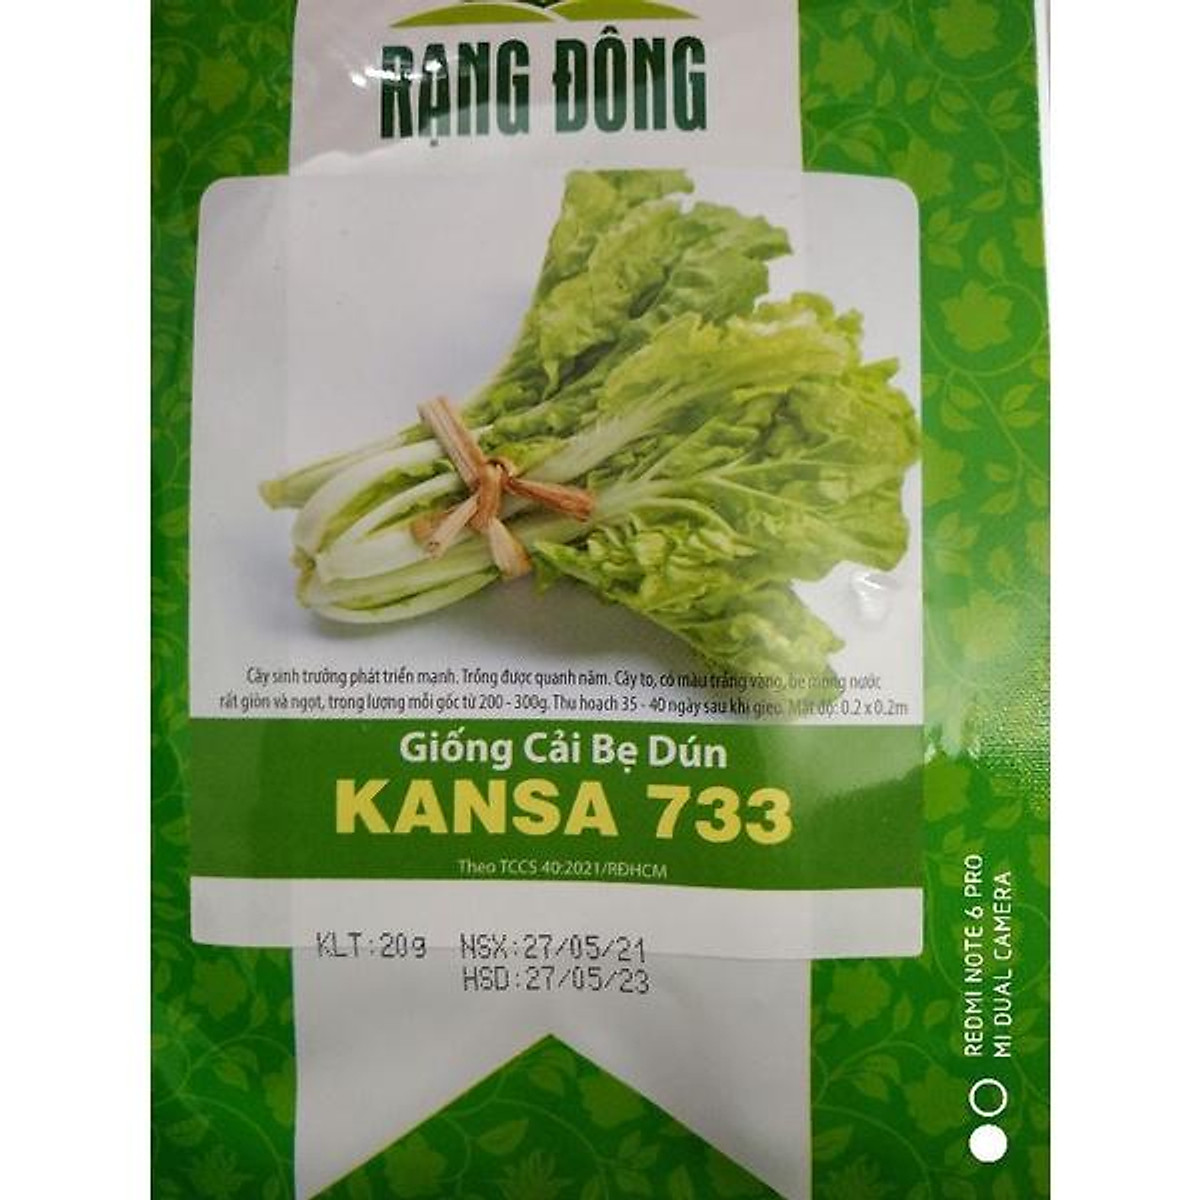 RẠNG ĐÔNG
Cây sinh trưởng phát triển mạnh. Trồng được quanh năm. Cây to, có màu trắng vàng, bẹ mỏng nước
rất giòn và ngọt, trọng lượng mỗi gốc từ 200 - 300g. Thu hoạch 35 - 40 ngày sau khi gieo. Mật độ: 0.2 x 0.2m
Giống Cải Bẹ Dún
KANSA 733
Theo TCCS 40:2021/RĐHCM
KLT:20g NSX:27/05/21
HSD:27/05/23
REDMI NOTE 6 PRO
MI DUAL CAMERA